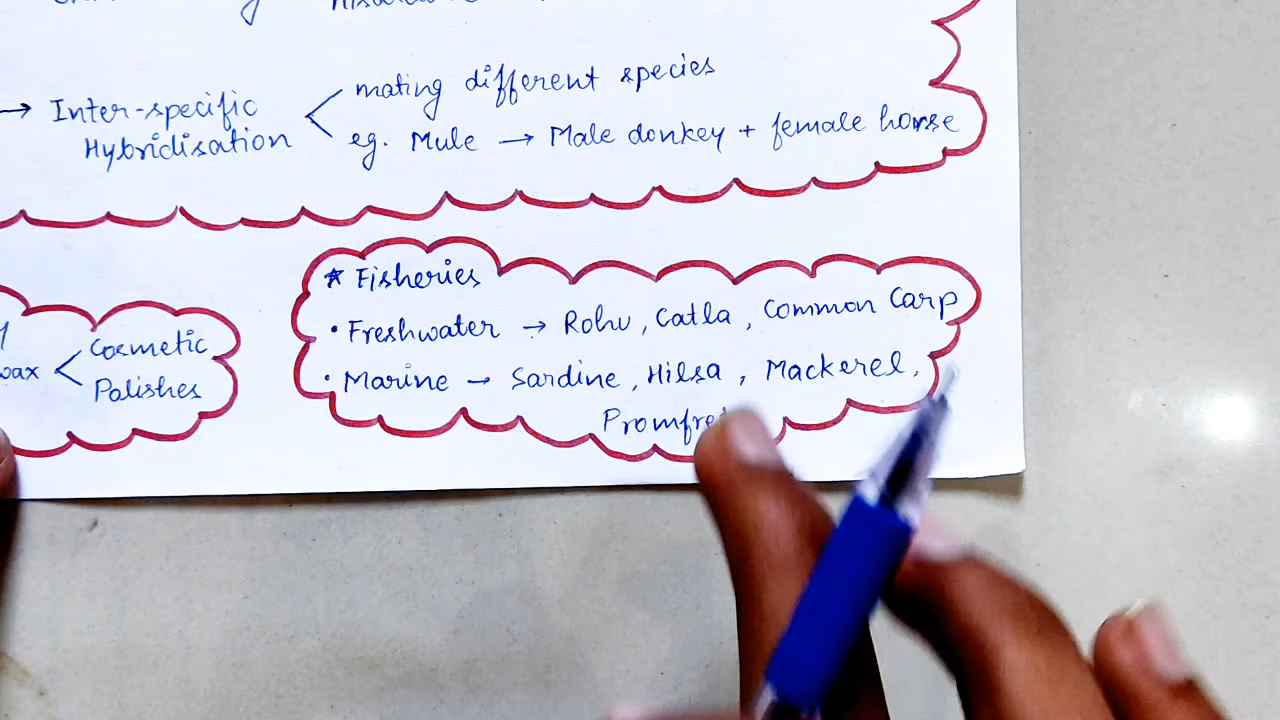 → Inter-specific Hybridisation
mating different species
eg. Mule → Male donkey + female horse
wax
Cosmetic
Polishes
* Fisheries
• Freshwater → Rohu, Catla, Common Carp
• Marine → Sardine, Hilsa, Mackerel,